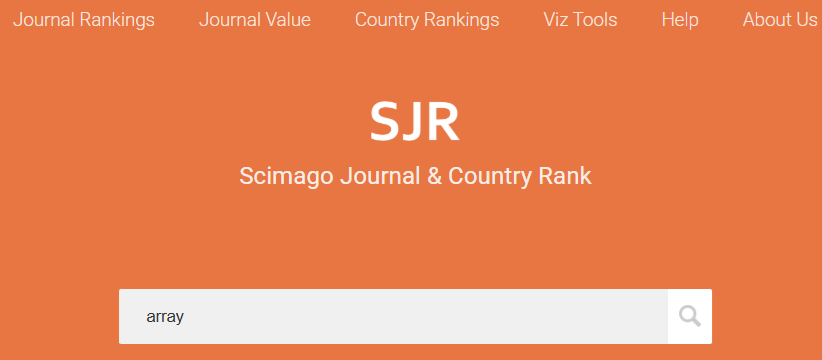 Journal Rankings Journal Value Country Rankings Viz Tools Help About Us
SJR
Scimago Journal & Country Rank
array